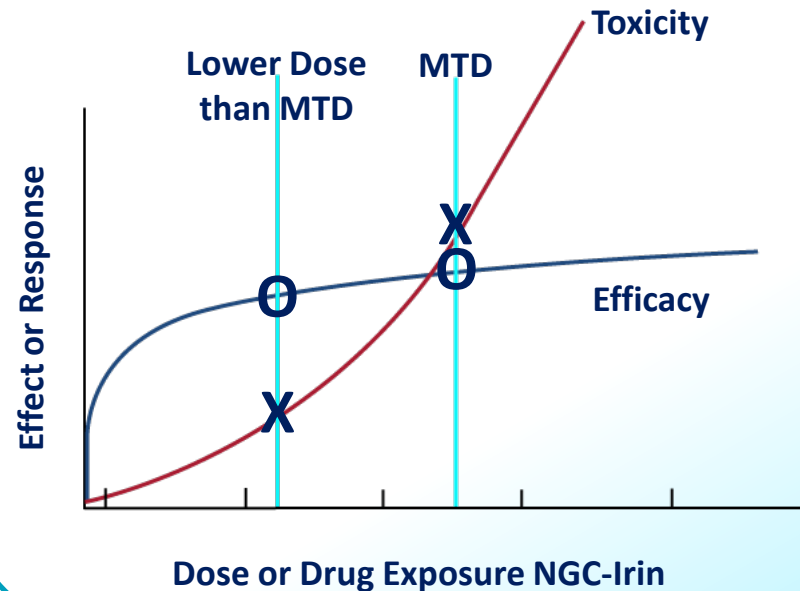 Toxicity
Lower Dose
than MTD
MTD
X
O
O
X
Efficacy
Effect or Response
Dose or Drug Exposure NGC-Irin